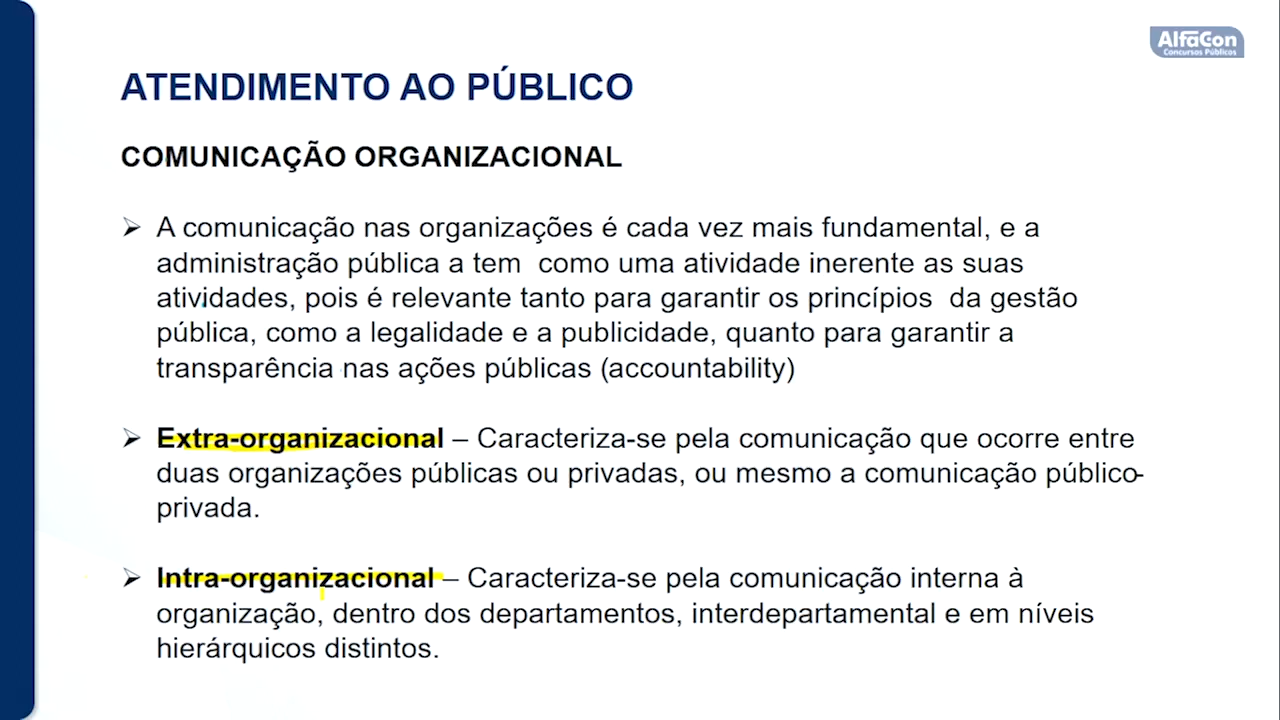 AlfaCon
Concursos Públicos
ATENDIMENTO AO PÚBLICO
COMUNICAÇÃO ORGANIZACIONAL
➢ A comunicação nas organizações é cada vez mais fundamental, e a
administração pública a tem como uma atividade inerente as suas
atividades, pois é relevante tanto para garantir os princípios da gestão
pública, como a legalidade e a publicidade, quanto para garantir a
transparência nas ações públicas (accountability)
➢ Extra-organizacional – Caracteriza-se pela comunicação que ocorre entre
duas organizações públicas ou privadas, ou mesmo a comunicação público-
privada.
➢ Intra-organizacional – Caracteriza-se pela comunicação interna à
organização, dentro dos departamentos, interdepartamental e em níveis
hierárquicos distintos.